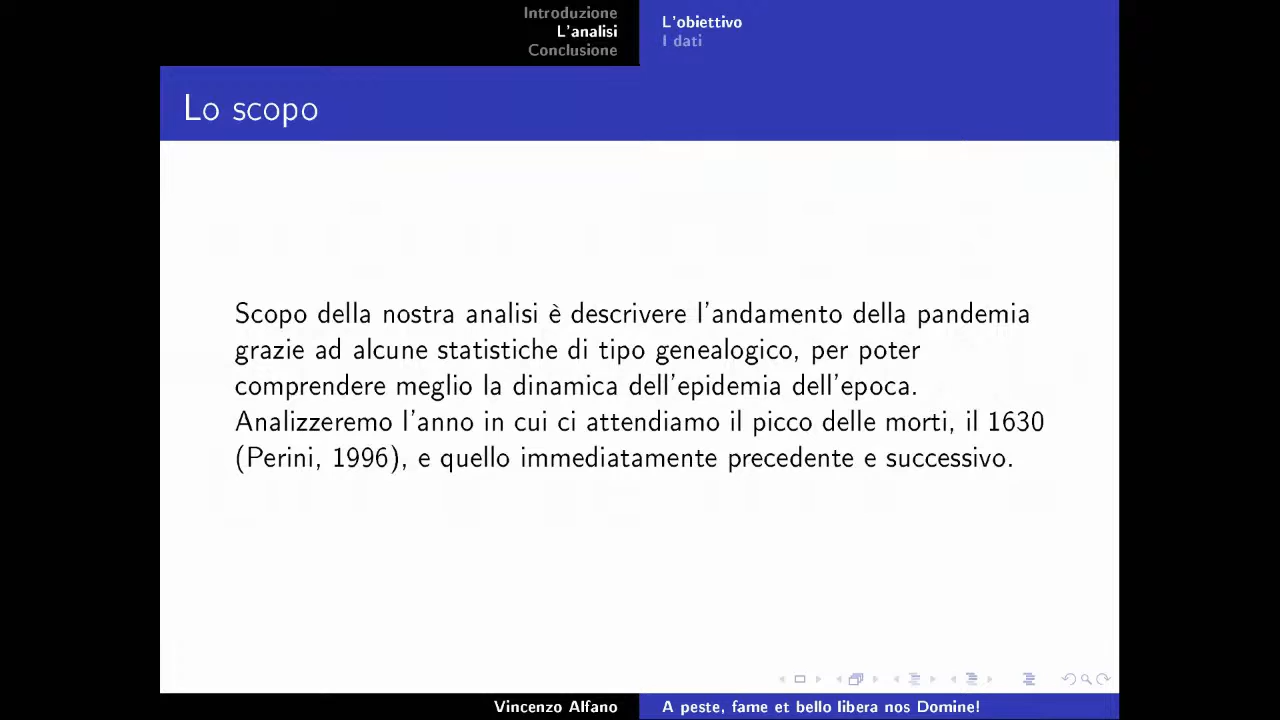 Introduzione
L'analisi
Conclusione
L'obiettivo
I dati
Lo scopo
Scopo della nostra analisi è descrivere l'andamento della pandemia
grazie ad alcune statistiche di tipo genealogico, per poter
comprendere meglio la dinamica dell'epidemia dell'epoca.
Analizzeremo l'anno in cui ci attendiamo il picco delle morti, il 1630
(Perini, 1996), e quello immediatamente precedente e successivo.
Vincenzo Alfano
A peste, fame et bello libera nos Domine!